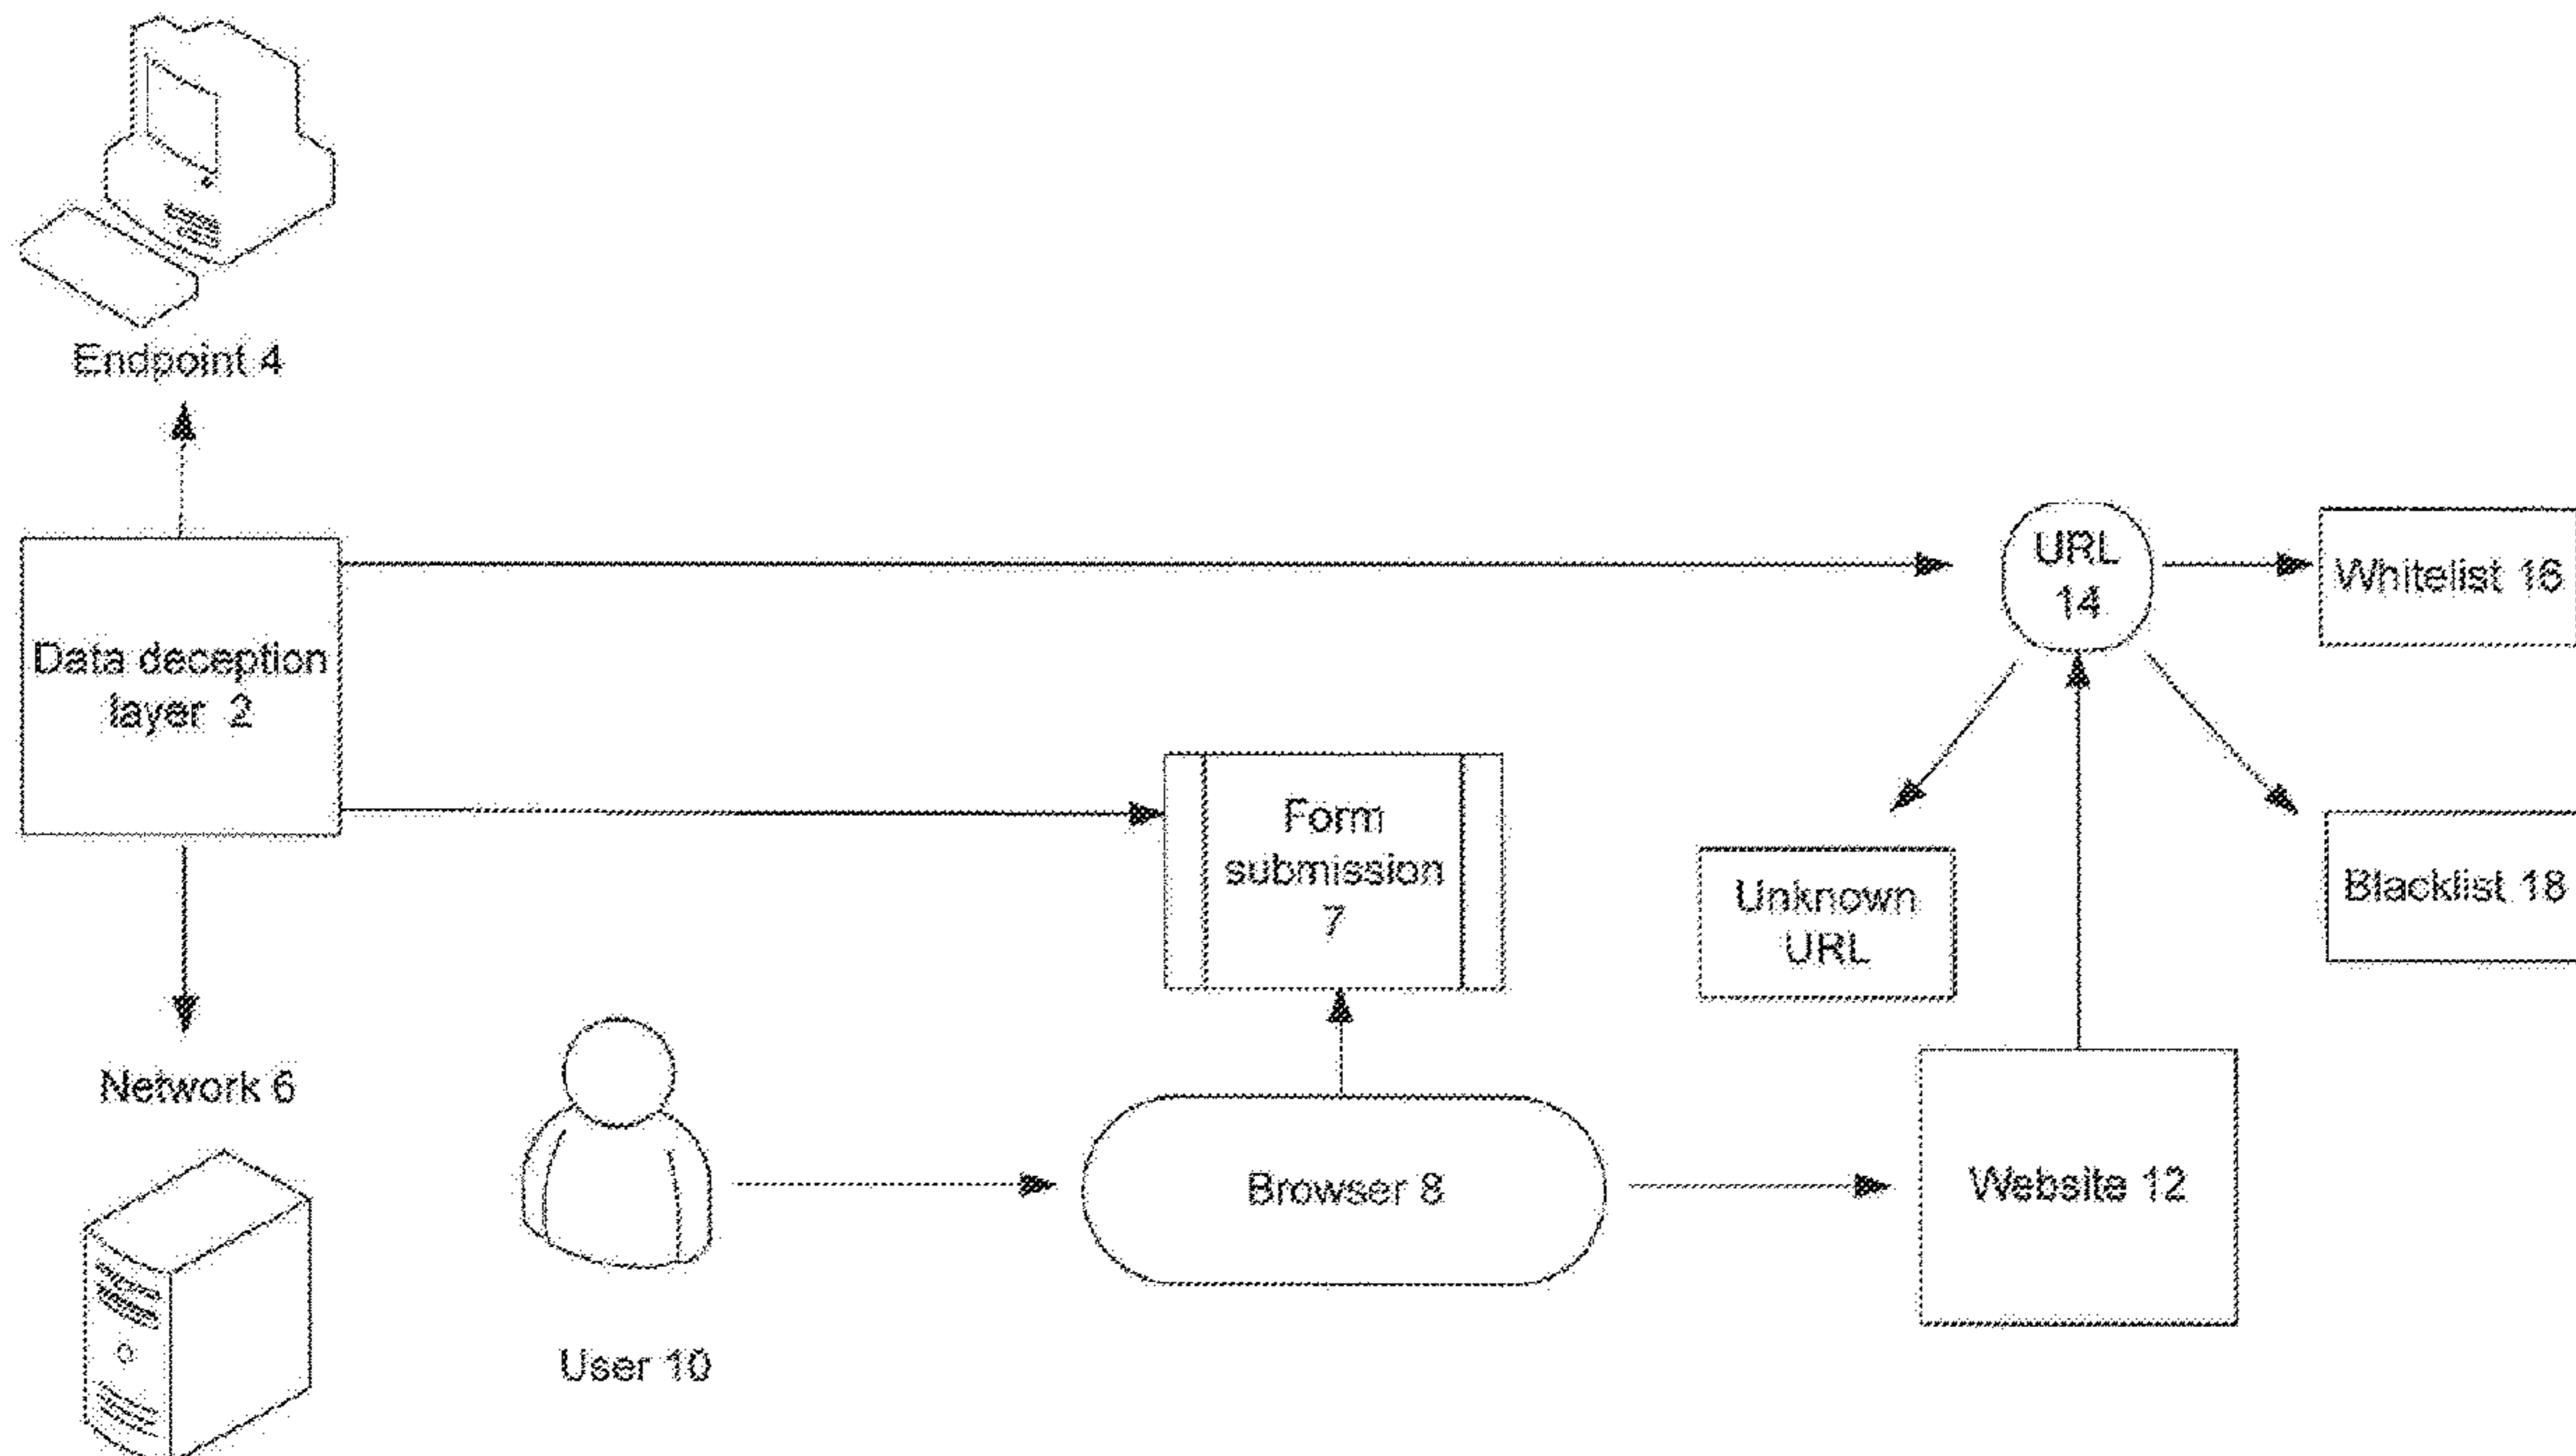 Endpoint 4
Data deception
layer 2
Network 6
User 10
Form
submission
7
Browser 8
URL
14
Whitelist 16
Unknown
URL
Blacklist 18
Website 12